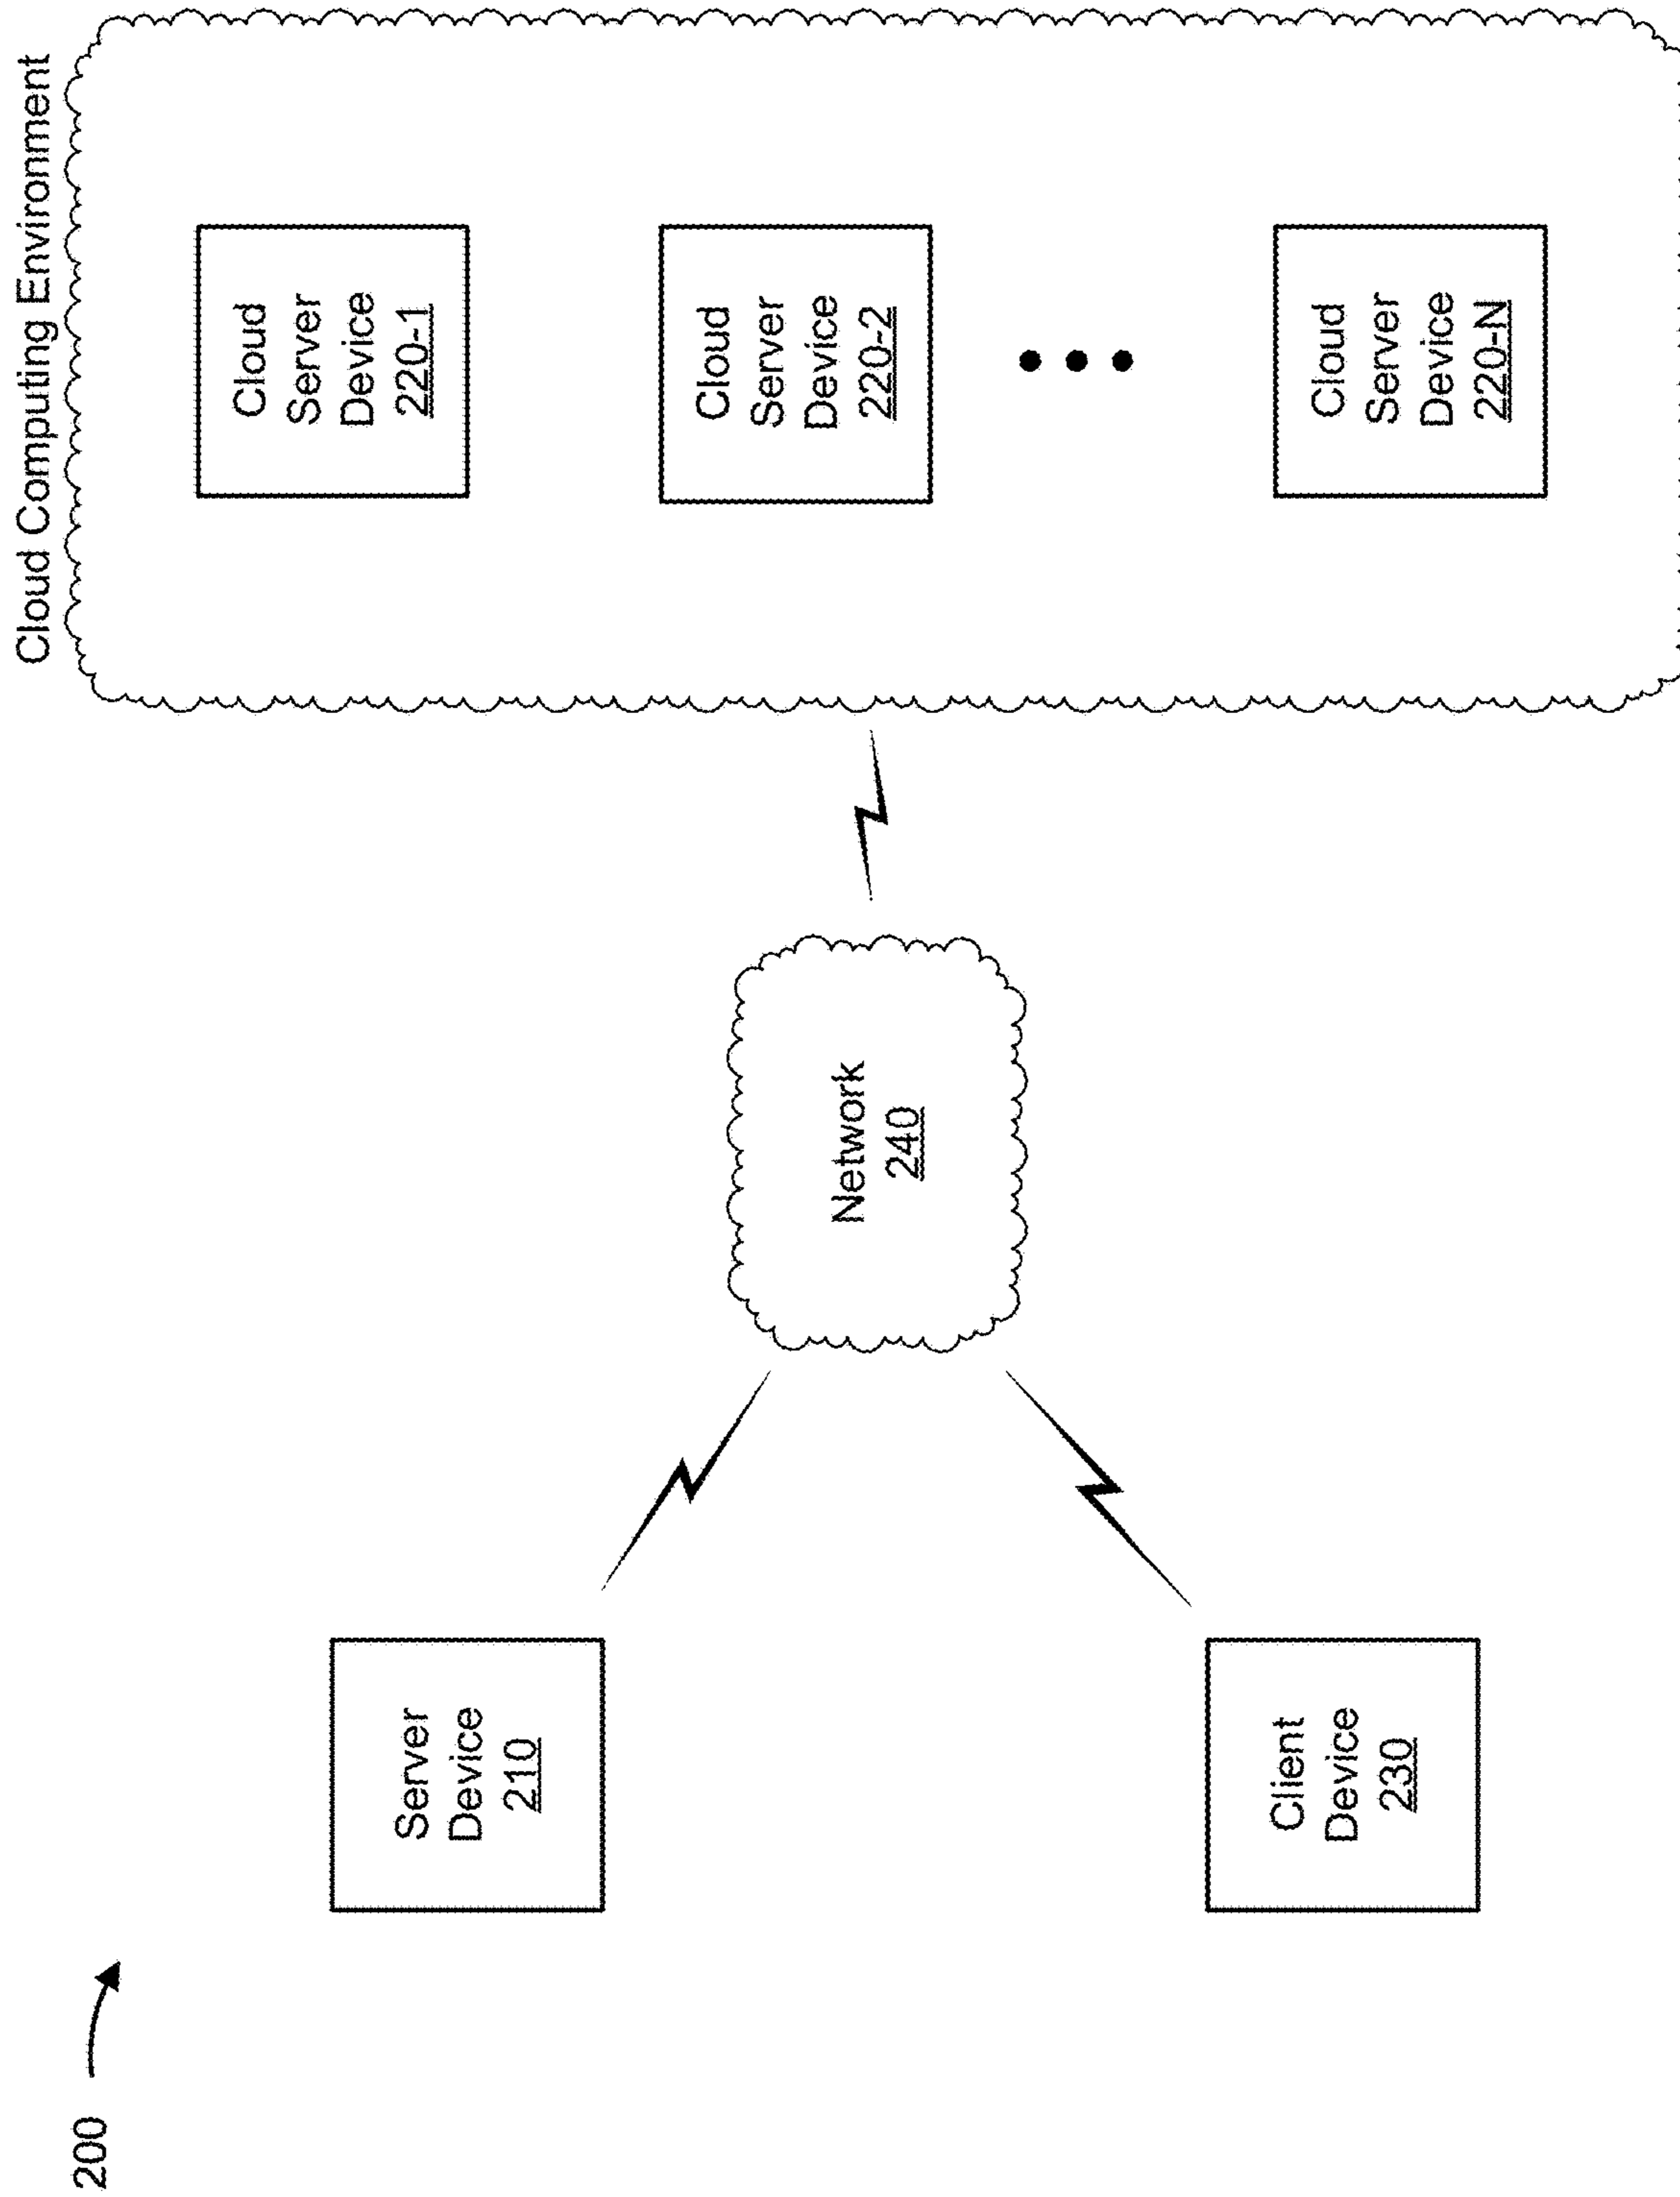 200
Cloud Computing Environment
Server
Device
210
Client
Device
230
Network
240
Cloud
Server
Device
220-1
Cloud
Server
Device
220-2
Cloud
Server
Device
220-N